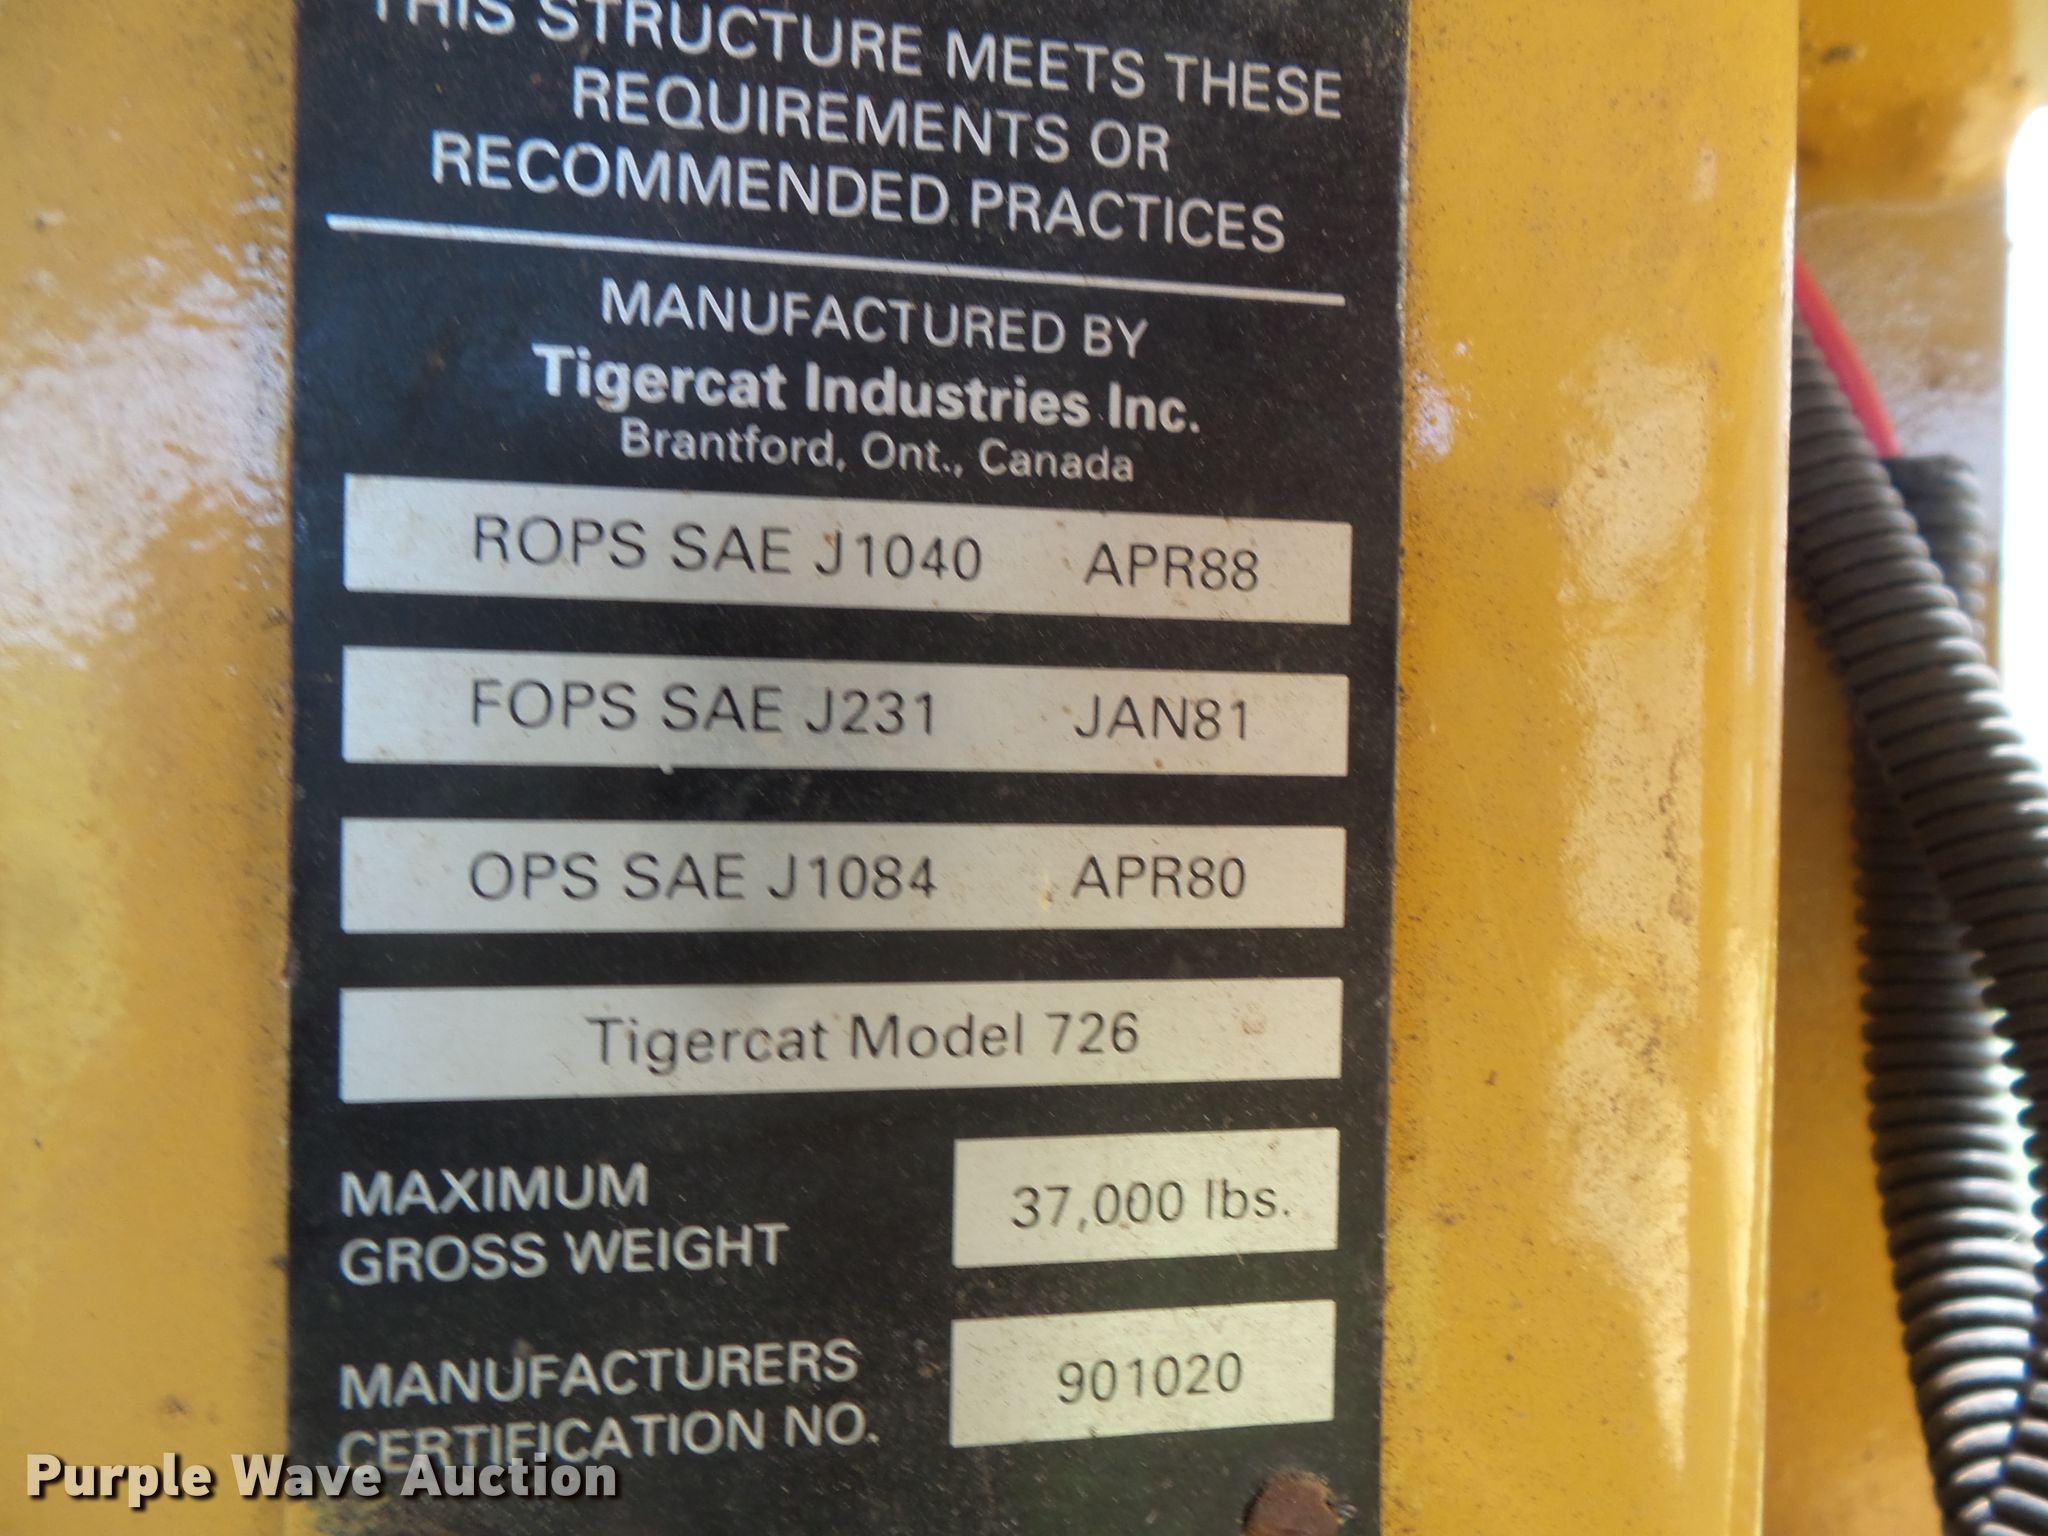 THIS STRUCTURE MEETS THESE
REQUIREMENTS OR
RECOMMENDED PRACTICES
MANUFACTURED BY
Tigercat Industries Inc.
Brantford, Ont., Canada
ROPS SAE J1040 APR88
FOPS SAE J231 JAN81
OPS SAE J1084 APR80
Tigercat Model 726
MAXIMUM
GROSS WEIGHT
37,000 lbs.
MANUFACTURERS
CERTIFICATION NO.
901020
Purple Wave Auction